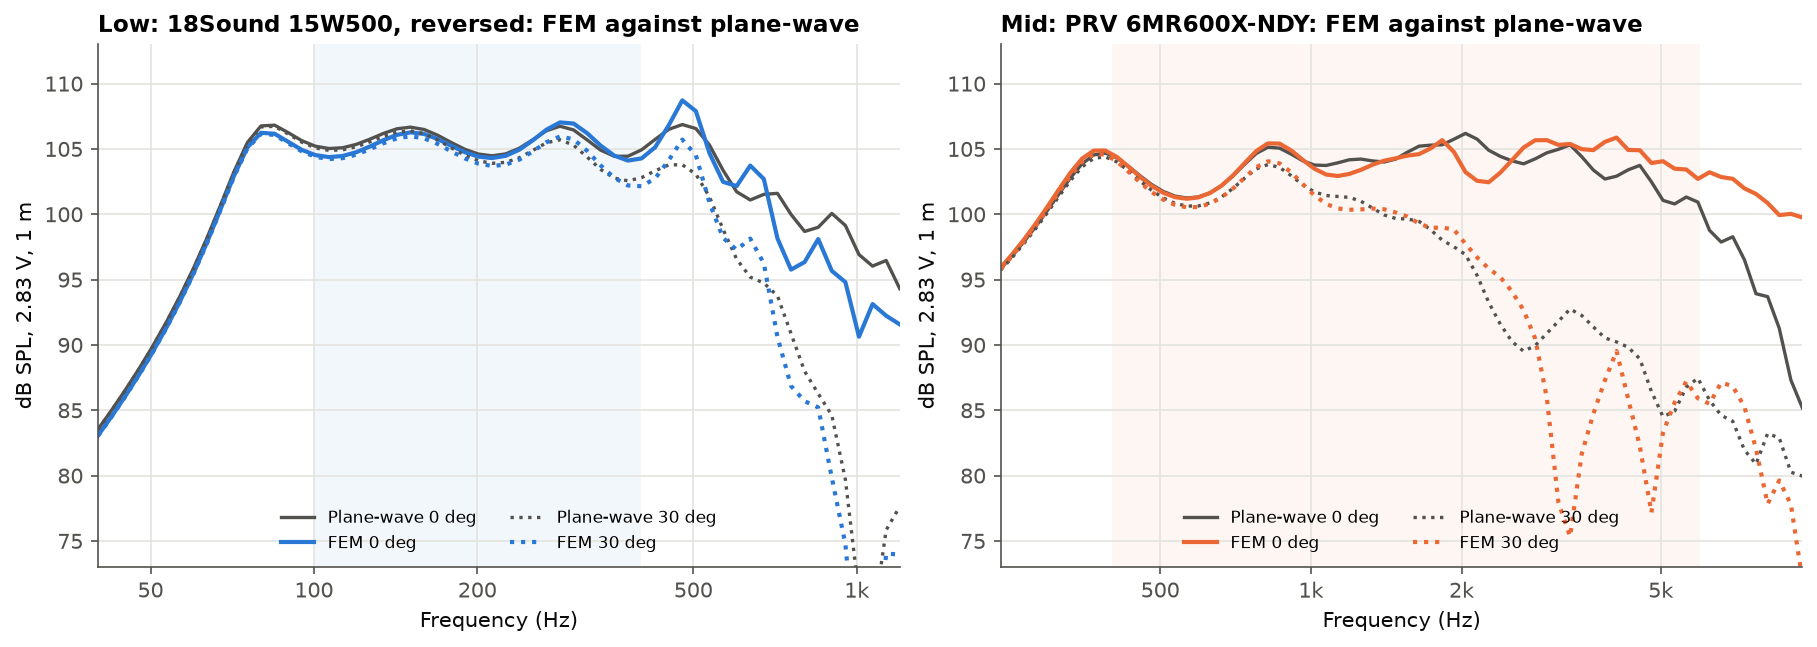 Low: 18Sound 15W500, reversed: FEM against plane-wave
dB SPL, 2.83 V, 1 m
110
105
100
95
90
85
80
75
Plane-wave 0 deg
FEM 0 deg
Plane-wave 30 deg
FEM 30 deg
50
100
200
500
1k
Frequency (Hz)
Mid: PRV 6MR600X-NDY: FEM against plane-wave
dB SPL, 2.83 V, 1 m
110
105
100
95
90
85
80
75
Plane-wave 0 deg
FEM 0 deg
Plane-wave 30 deg
FEM 30 deg
500
1k
2k
5k
Frequency (Hz)